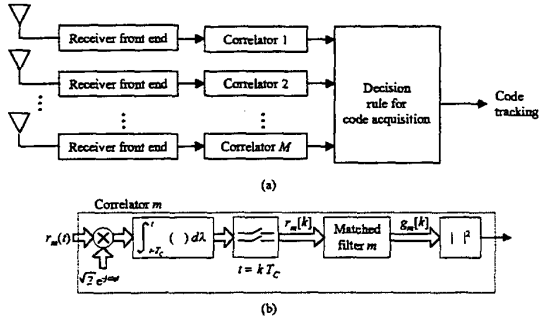 Receiver front end
Correlator 1
Receiver front end
Correlator 2
Decision
rule for
code acquisition
Code
tracking
Receiver front end
Correlator M
(a)
Correlator m
r_m(t)
( ) dλ
r_m[k]
Matched
filter m
g_m[k]
| |²
t = k T_C
(b)